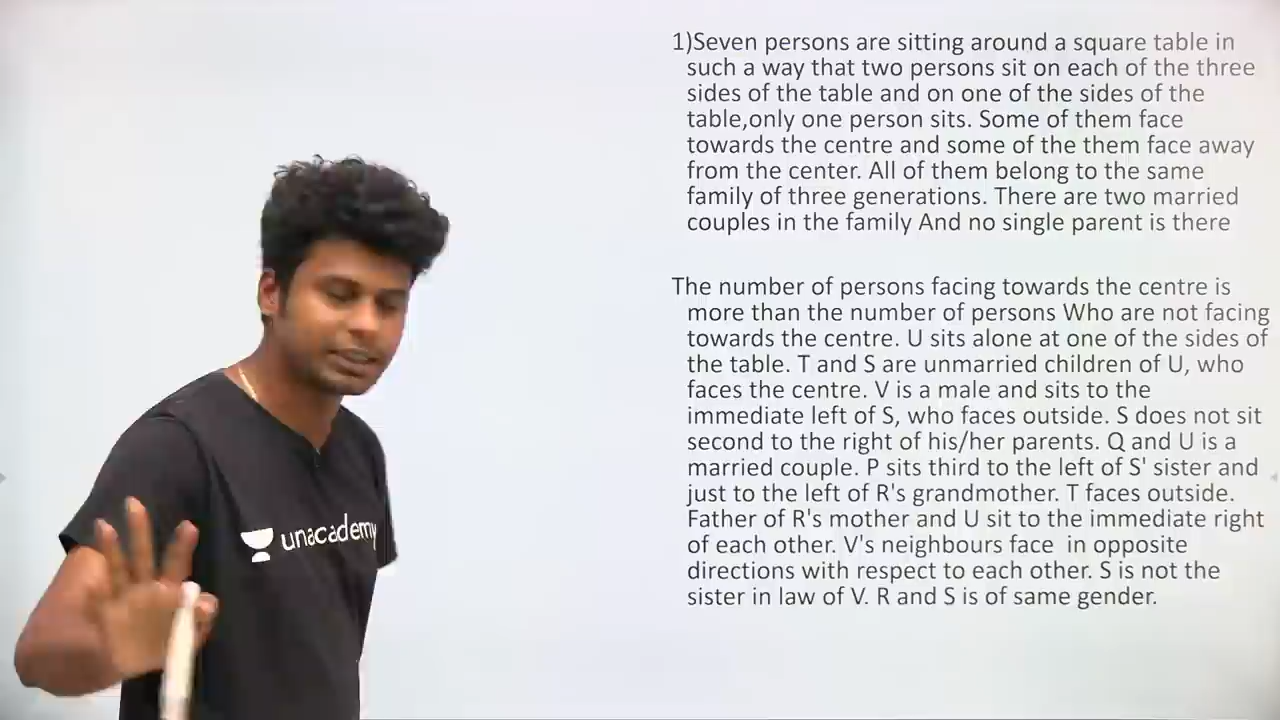 1)Seven persons are sitting around a square table in
such a way that two persons sit on each of the three
sides of the table and on one of the sides of the
table,only one person sits. Some of them face
towards the centre and some of the them face away
from the center. All of them belong to the same
family of three generations. There are two married
couples in the family And no single parent is there
The number of persons facing towards the centre is
more than the number of persons Who are not facing
towards the centre. U sits alone at one of the sides of
the table. T and S are unmarried children of U, who
faces the centre. V is a male and sits to the
immediate left of S, who faces outside. S does not sit
second to the right of his/her parents. Q and U is a
married couple. P sits third to the left of S' sister and
just to the left of R's grandmother. T faces outside.
Father of R's mother and U sit to the immediate right
of each other. V's neighbours face  in opposite
directions with respect to each other. S is not the
sister in law of V. R and S is of same gender.
unacademy